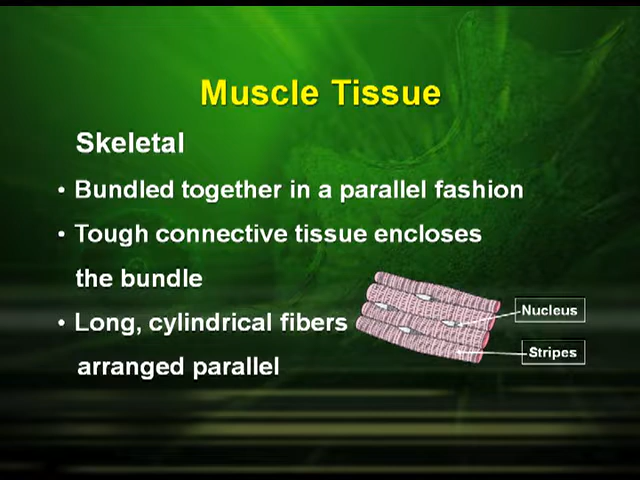 Muscle Tissue
Skeletal
• Bundled together in a parallel fashion
• Tough connective tissue encloses
the bundle
• Long, cylindrical fibers
arranged parallel
Nucleus
Stripes